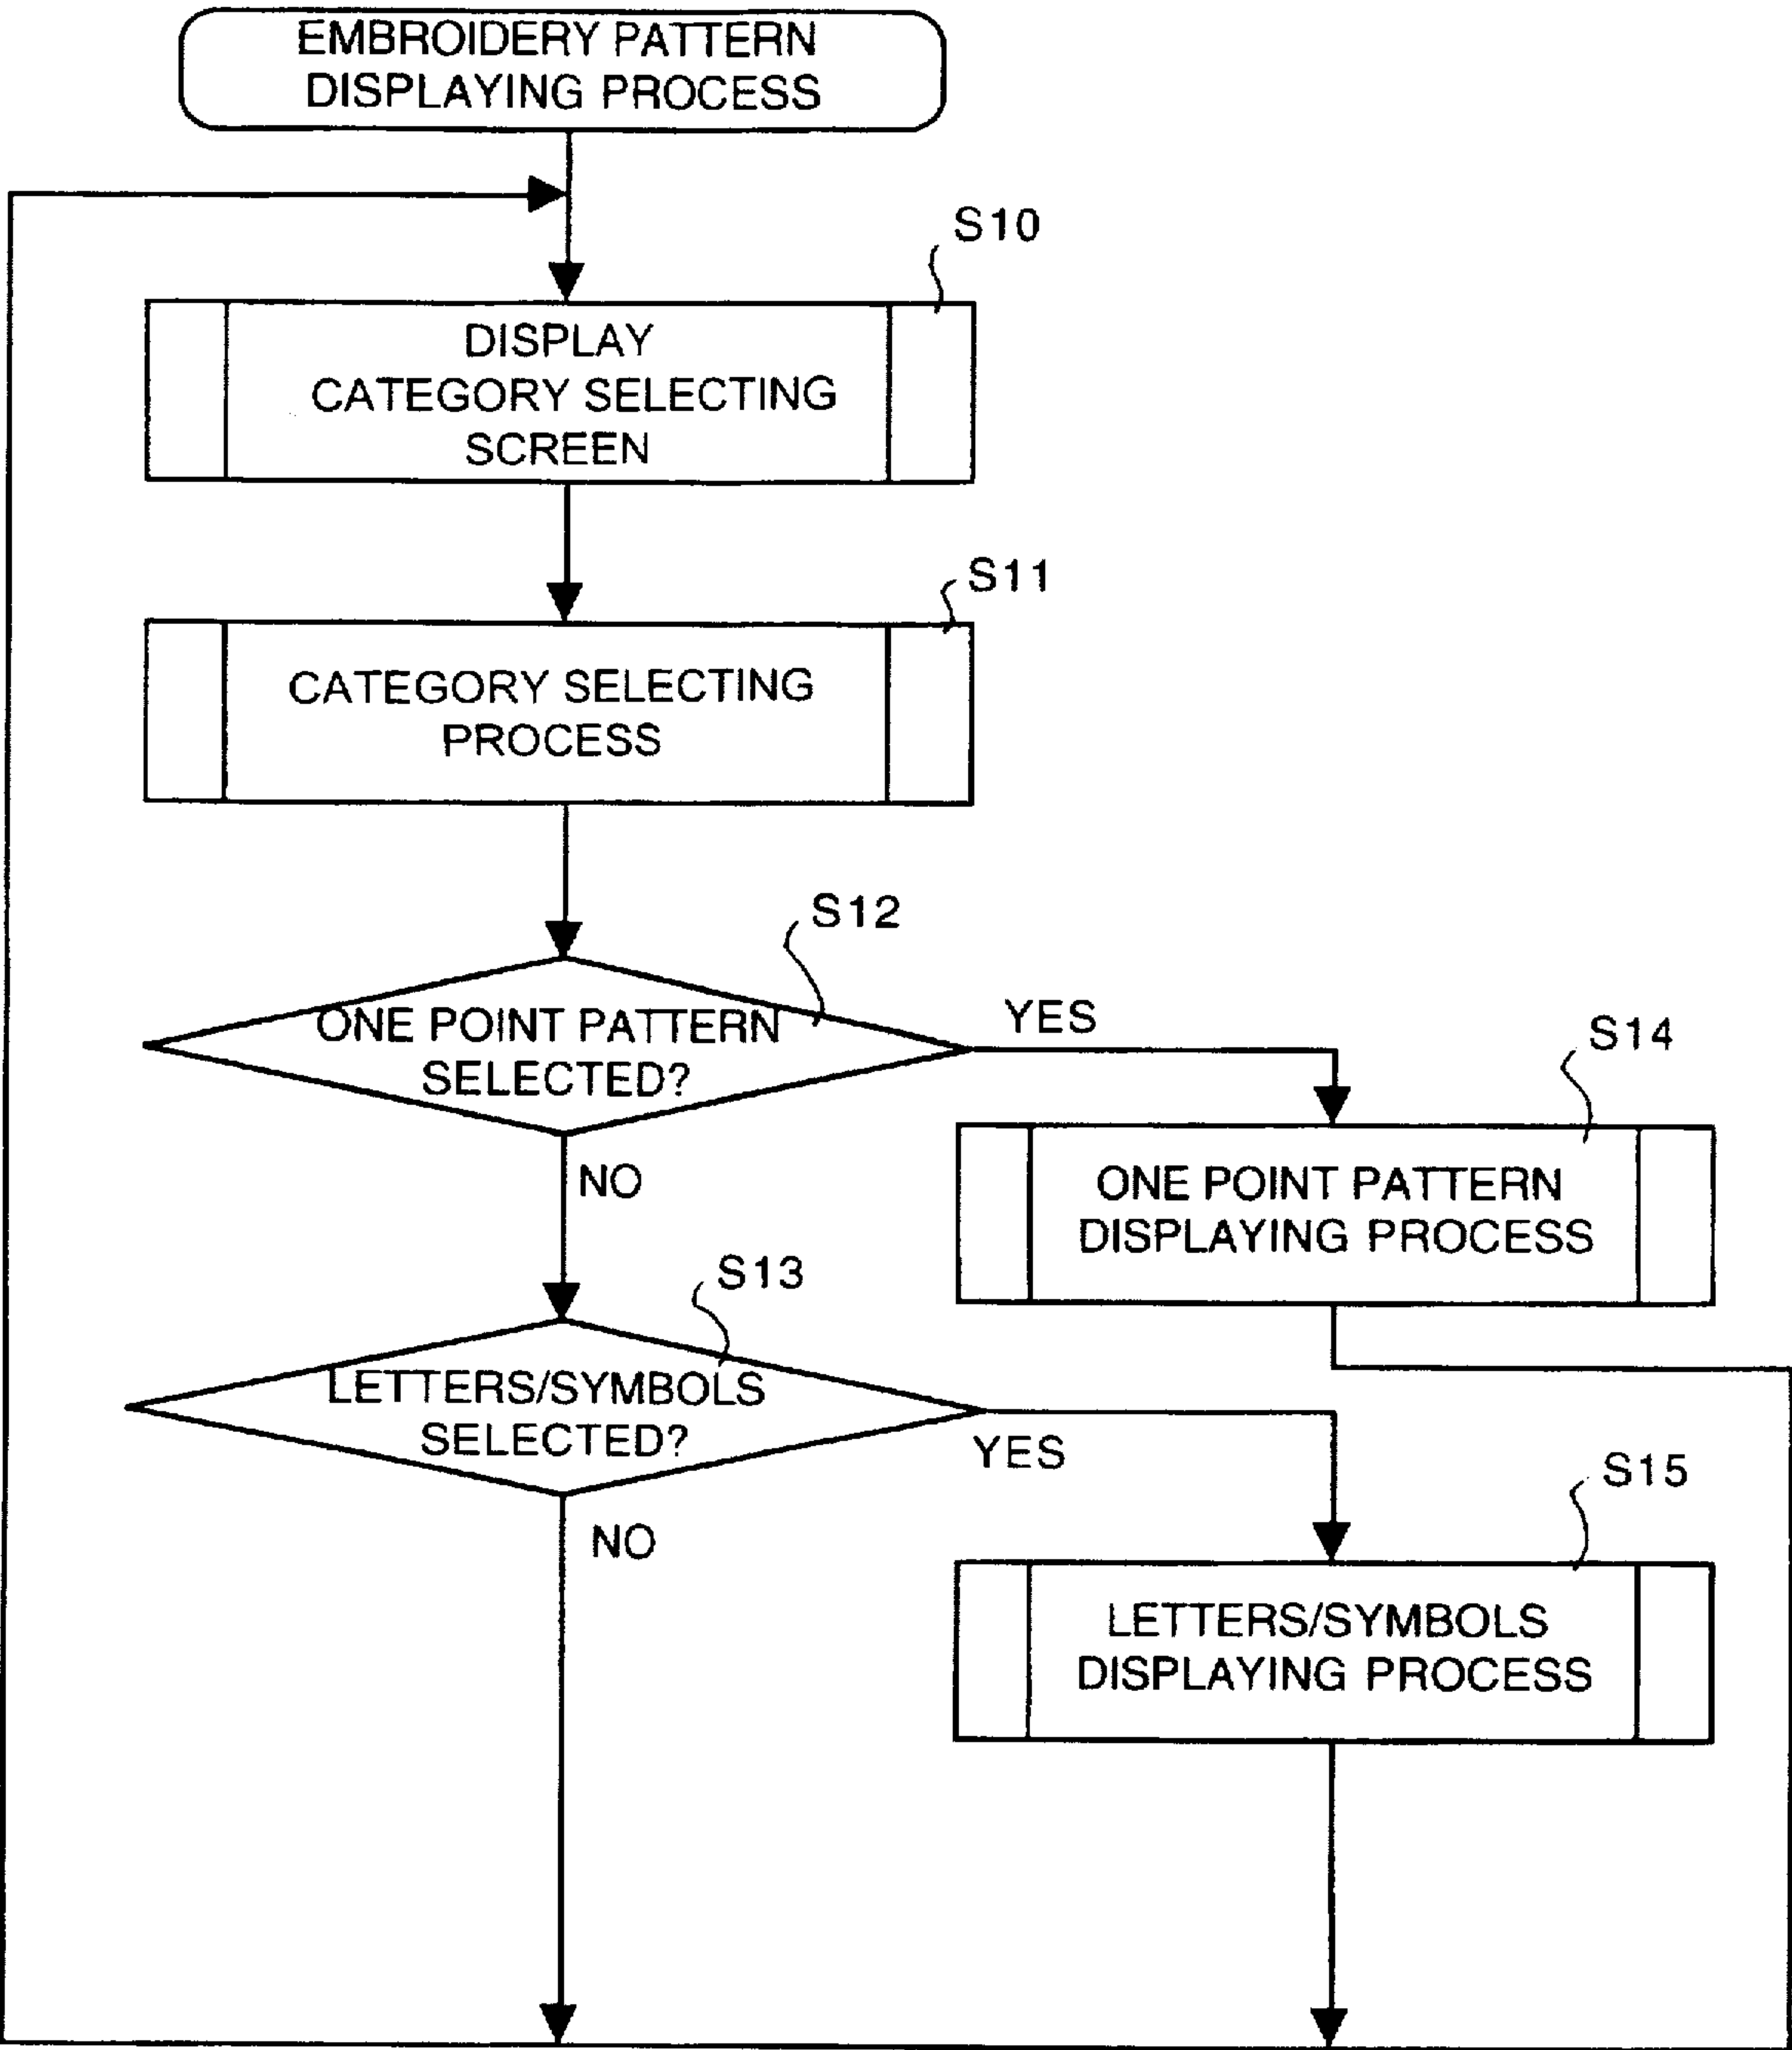 EMBROIDERY PATTERN
DISPLAYING PROCESS
S10
DISPLAY
CATEGORY SELECTING
SCREEN
S11
CATEGORY SELECTING
PROCESS
S12
ONE POINT PATTERN
SELECTED?
YES
NO
S14
ONE POINT PATTERN
DISPLAYING PROCESS
S13
LETTERS/SYMBOLS
SELECTED?
YES
NO
S15
LETTERS/SYMBOLS
DISPLAYING PROCESS